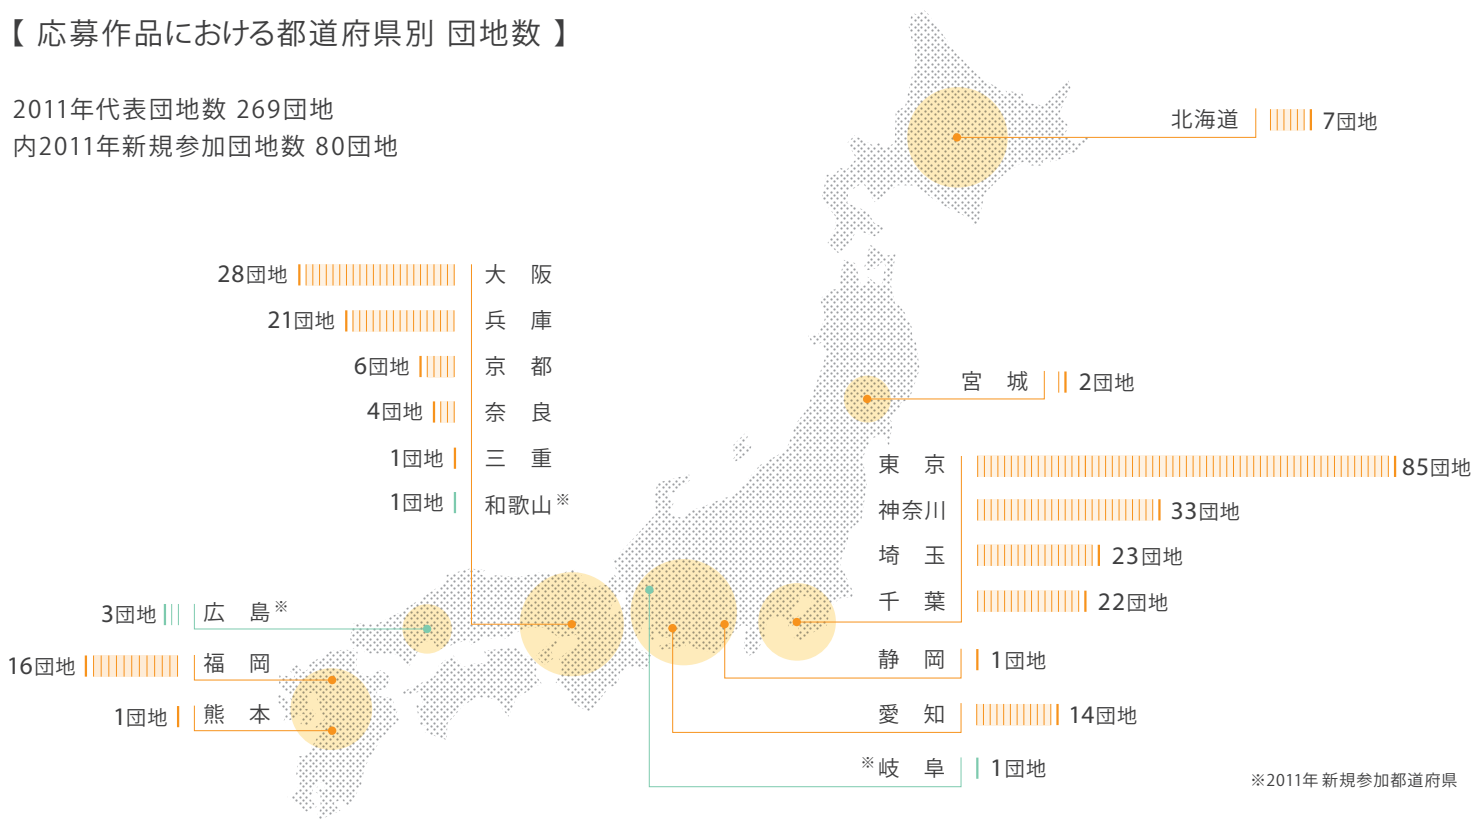 【 応募作品における都道府県別 団地数 】
2011年代表団地数 269団地
内2011年新規参加団地数 80団地
北海道 7団地
28団地 大 阪
21団地 兵 庫
6団地 京 都
4団地 奈 良
1団地 三 重
1団地 和歌山※
宮 城 2団地
東 京 85団地
神奈川 33団地
埼 玉 23団地
千 葉 22団地
3団地 広 島※
16団地 福 岡
1団地 熊 本
静 岡 1団地
愛 知 14団地
※岐 阜 1団地
※2011年 新規参加都道府県